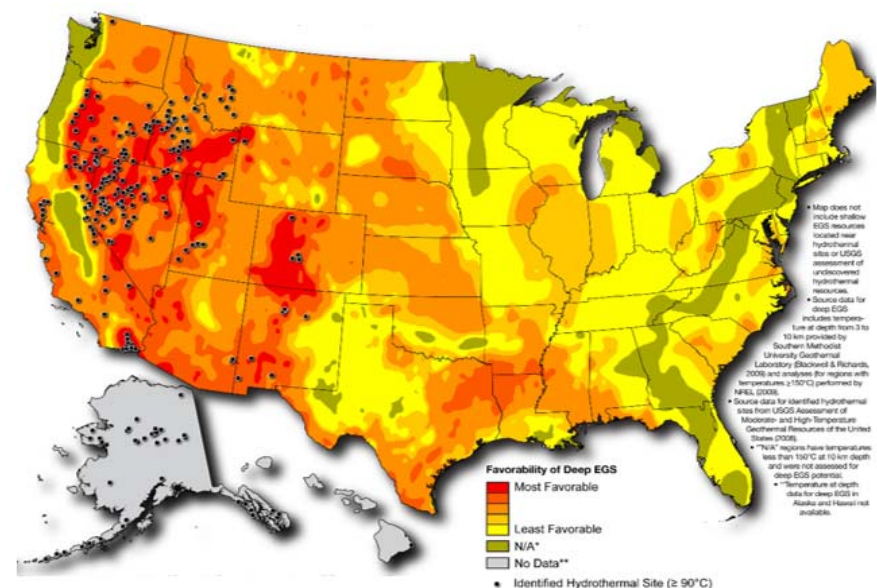 • Map does not
include shallow
EGS resources
located near
hydrothermal
sites or USGS
assessment of
undiscovered
hydrothermal
resources.
• Source data for
deep EGS
includes tempera-
ture at depth from 3 to
10 km provided by
Southern Methodist
University Geothermal
Laboratory (Blackwell & Richards,
2009) and analyses (for regions with
temperatures ≥150°C) performed by
NREL (2009).
• Source data for identified hydrothermal
sites from USGS Assessment of
Moderate- and High-Temperature
Geothermal Resources of the United
States (2008).
• *"N/A" regions have temperatures
less than 150°C at 10 km depth
and were not assessed for
deep EGS potential.
• **Temperature at depth
data for deep EGS in
Alaska and Hawaii not
available.
Favorability of Deep EGS
Most Favorable
Least Favorable
N/A*
No Data**
Identified Hydrothermal Site (≥ 90°C)